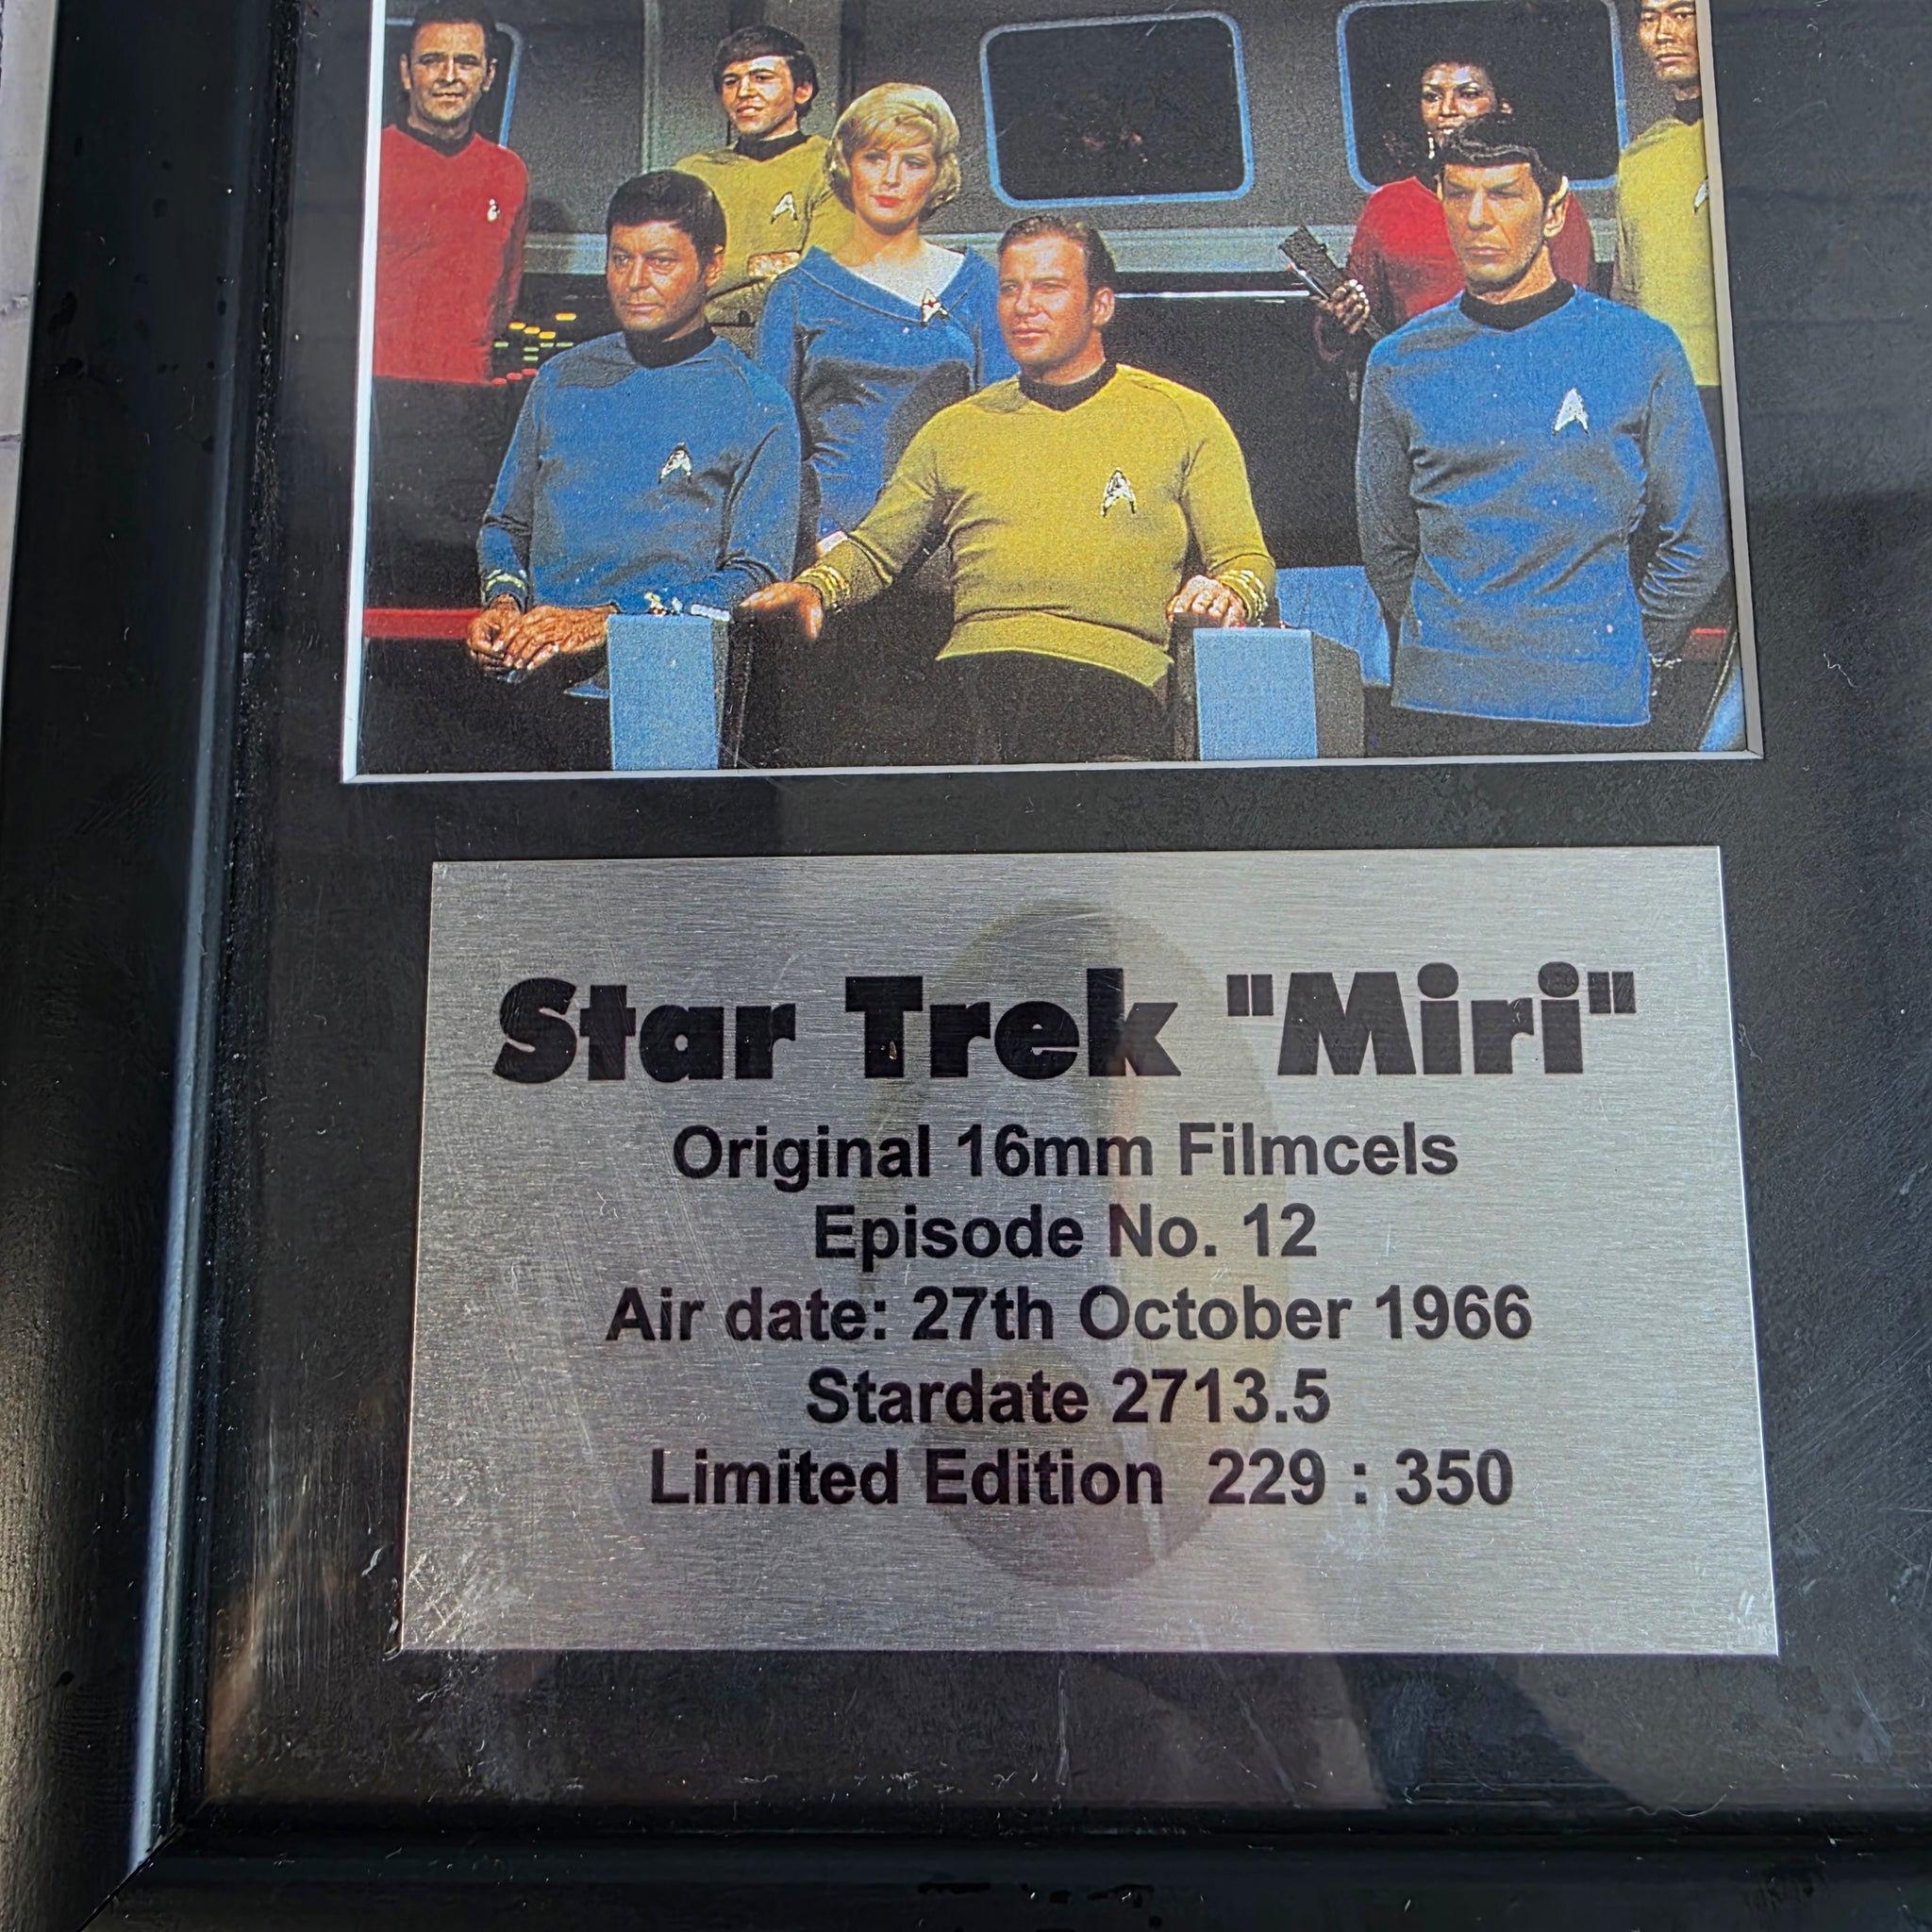 Star Trek "Miri"
Original 16mm Filmcels
Episode No. 12
Air date: 27th October 1966
Stardate 2713.5
Limited Edition 229 : 350